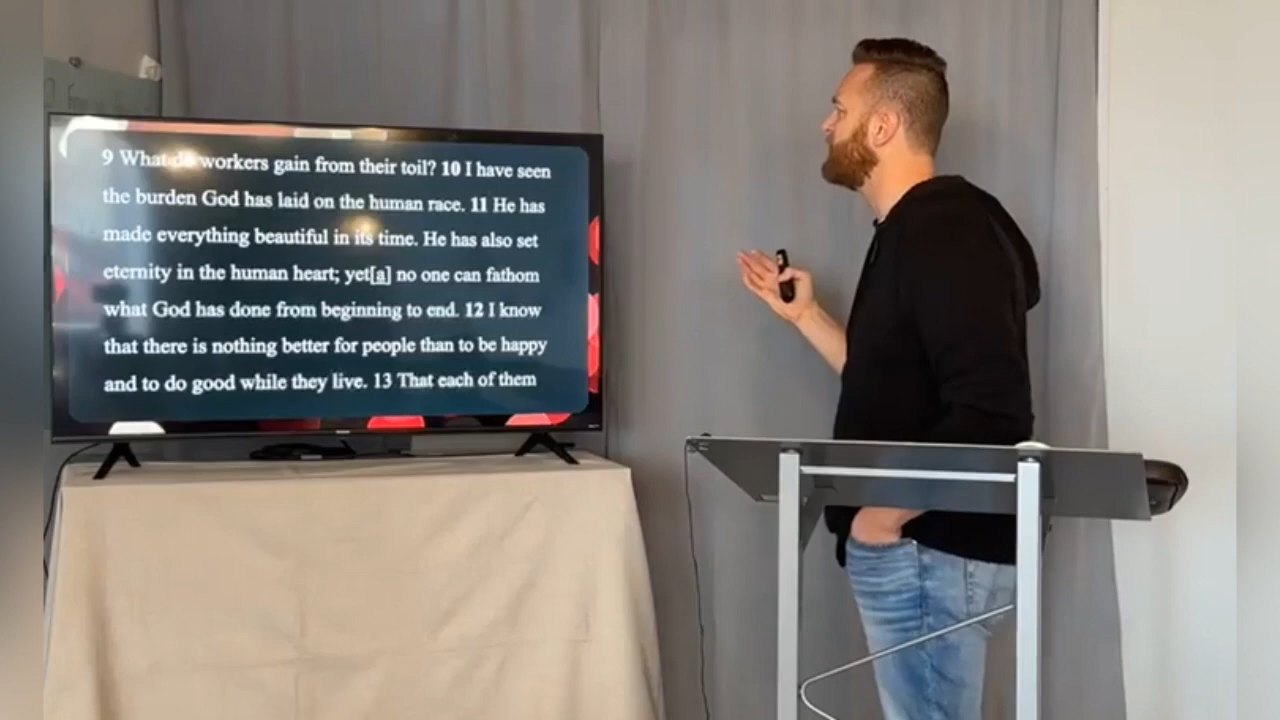 9 What do workers gain from their toil? 10 I have seen
the burden God has laid on the human race. 11 He has
made everything beautiful in its time. He has also set
eternity in the human heart; yet[a] no one can fathom
what God has done from beginning to end. 12 I know
that there is nothing better for people than to be happy
and to do good while they live. 13 That each of them